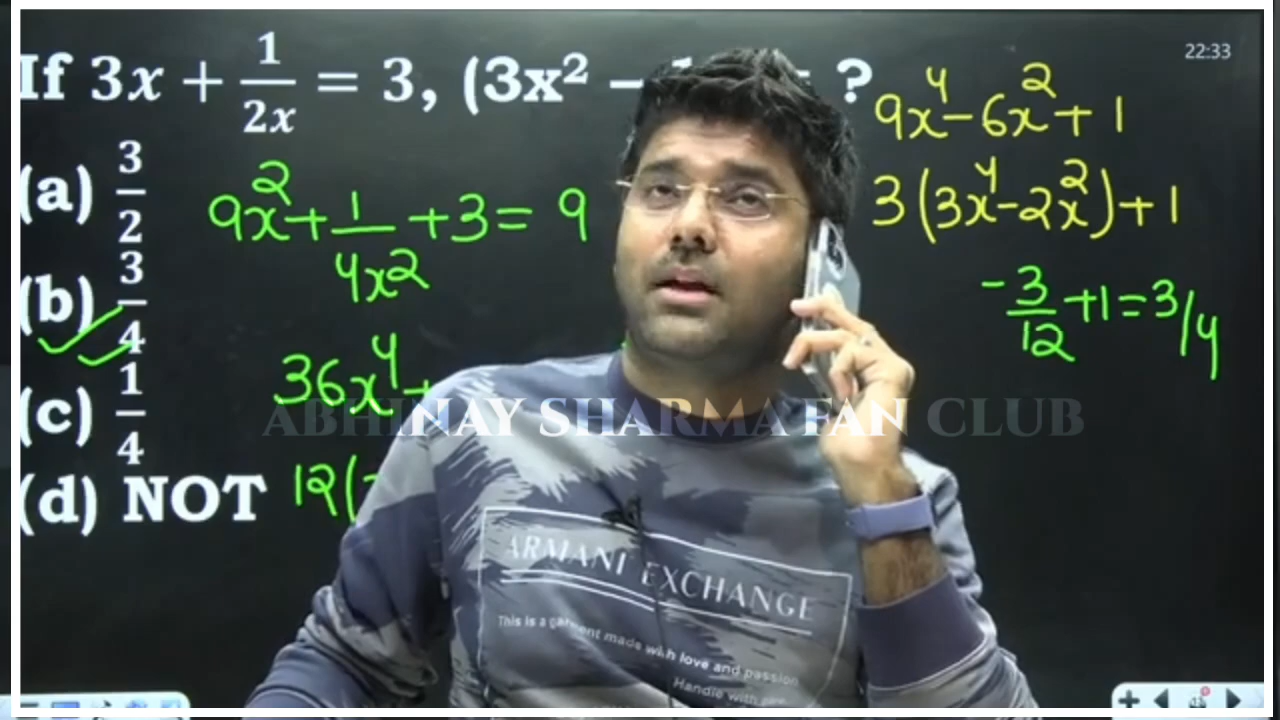 22:33
If 3x + 1/2x = 3, (3x² – ?
(a) 3/2
(b) 3/4
(c) 1/4
(d) NOT
9x² + 1/4x² + 3 = 9
36x⁴ +
12(
9x⁴ - 6x² + 1
3(3x⁴ - 2x²) + 1
-3/12 + 1 = 3/4
ABHINAY SHARMA FAN CLUB
ARMANI EXCHANGE
This is a garment made with love and passion
Handle with